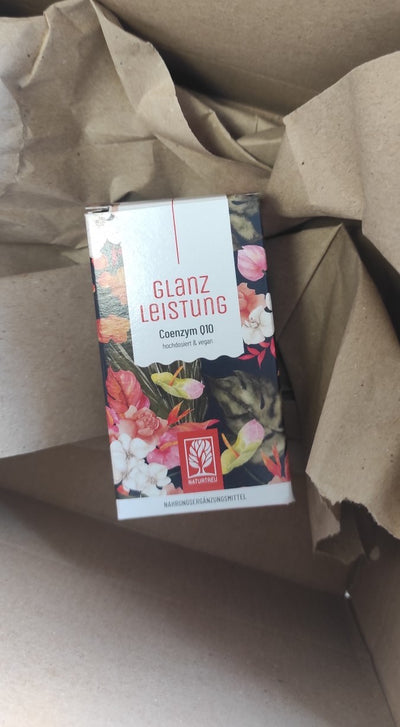 GLANZ
LEISTUNG
Coenzym Q10
hochdosiert & vegan
NATURTREU
NAHRUNGSERGÄNZUNGSMITTEL